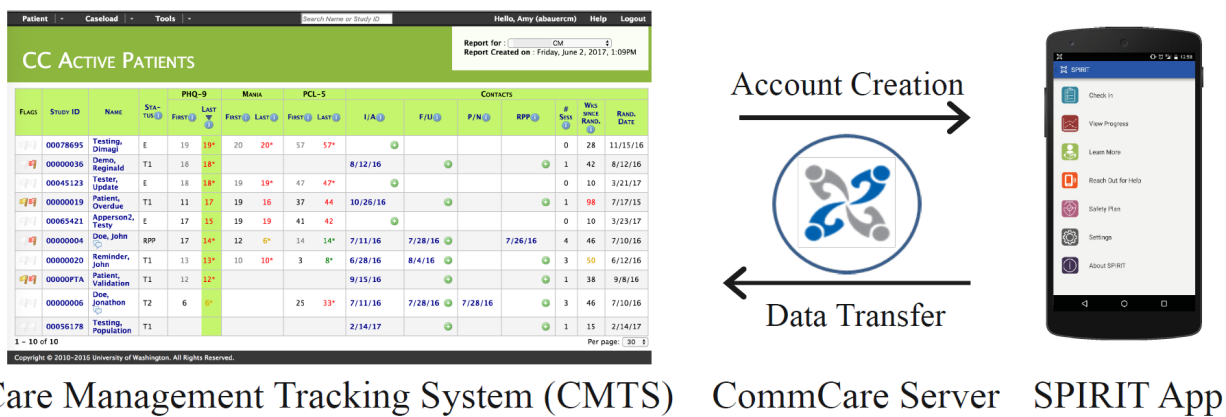 Patient | - Caseload | - Tools | - Search Name or Study ID Hello, Amy (abauercm) Help Logout
CC Active Patients
Report for : CM
Report Created on : Friday, June 2, 2017, 1:09PM
PHQ-9 Mania PCL-5 Contacts
Flags Study ID Name Sta-tus First Last First Last First Last I/A F/U P/N RPP # Sess Wks since Rand. Rand. Date
00078695 Testing, Dimagi E 19 19* 20 20* 57 57* 0 28 11/15/16
00000036 Demo, Reginald T1 18 18* 8/12/16 1 42 8/12/16
00045123 Tester, Update E 18 18* 19 19* 47 47* 0 10 3/21/17
00000019 Patient, Overdue T1 11 17 19 16 37 44 10/26/16 1 98 7/17/15
00065421 Apperson2, Testy E 17 15 19 19 41 42 0 10 3/23/17
00000004 Doe, John RPP 17 14* 12 6* 14 14* 7/11/16 7/28/16 7/26/16 4 46 7/10/16
00000020 Reminder, John T1 13 13* 10 10* 3 8* 6/28/16 8/4/16 3 50 6/12/16
00000PTA Patient, Validation T1 12 12* 9/15/16 1 38 9/8/16
00000006 Doe, Jonathon T2 6 6* 25 33* 7/11/16 7/28/16 7/28/16 3 46 7/10/16
00056178 Testing, Population T1 2/14/17 1 15 2/14/17
1 - 10 of 10 Per page: 30
Copyright © 2010-2016 University of Washington. All Rights Reserved.
Care Management Tracking System (CMTS)
Account Creation
Data Transfer
CommCare Server
12:58
SPIRIT
Check in
View Progress
Learn More
Reach Out for Help
Safety Plan
Settings
About SPIRIT
SPIRIT App